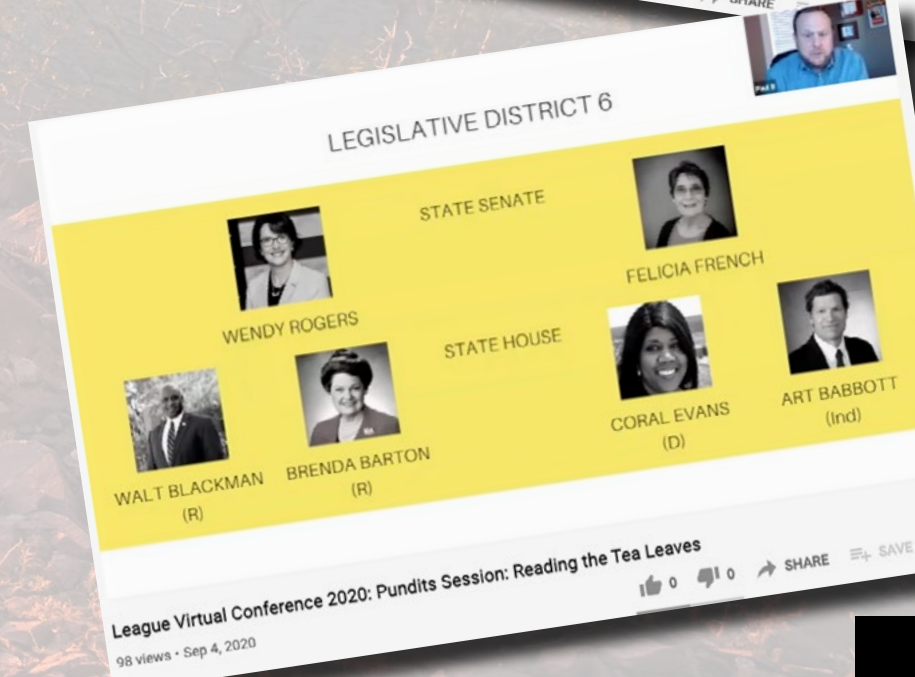 SHARE
Paul B
LEGISLATIVE DISTRICT 6
STATE SENATE
WENDY ROGERS
FELICIA FRENCH
STATE HOUSE
WALT BLACKMAN
(R)
BRENDA BARTON
(R)
CORAL EVANS
(D)
ART BABBOTT
(Ind)
League Virtual Conference 2020: Pundits Session: Reading the Tea Leaves
98 views • Sep 4, 2020
0
0
SHARE
SAVE